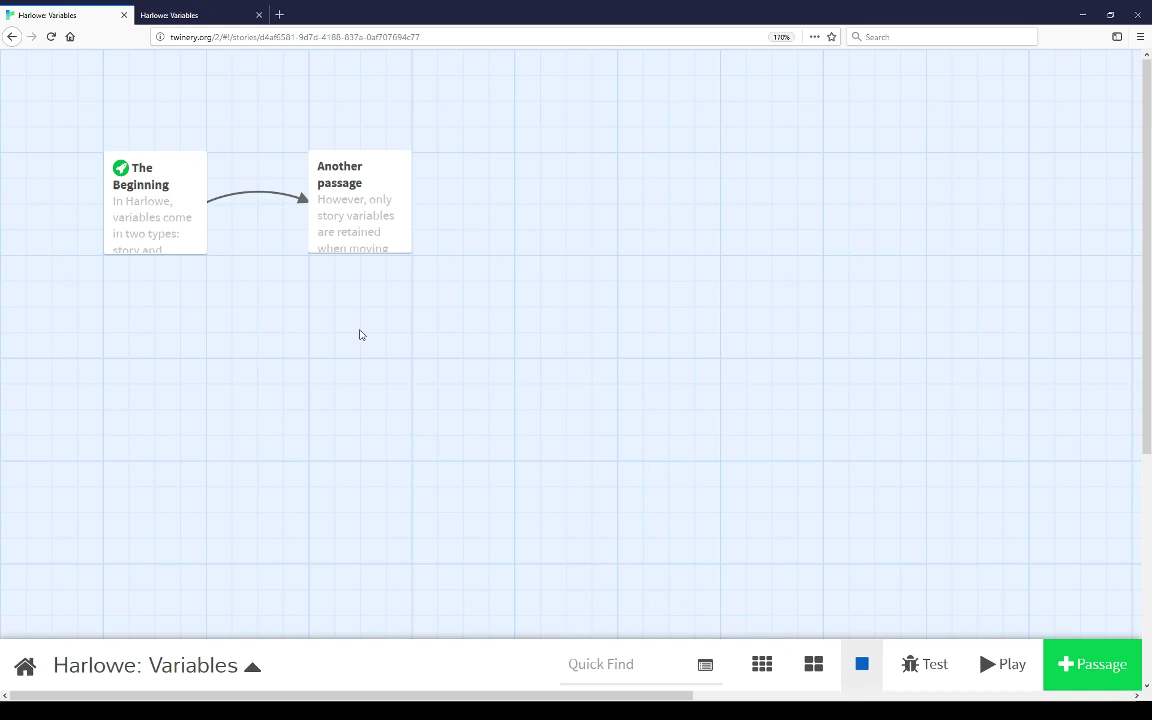 Harlowe: Variables
Harlowe: Variables
twinery.org/2/#!/stories/d4af6581-9d7d-4188-837a-0af707694c77
170%
Search
The
Beginning
In Harlowe,
variables come
in two types:
story and
Another
passage
However, only
story variables
are retained
when moving
Harlowe: Variables
Quick Find
Test
Play
Passage